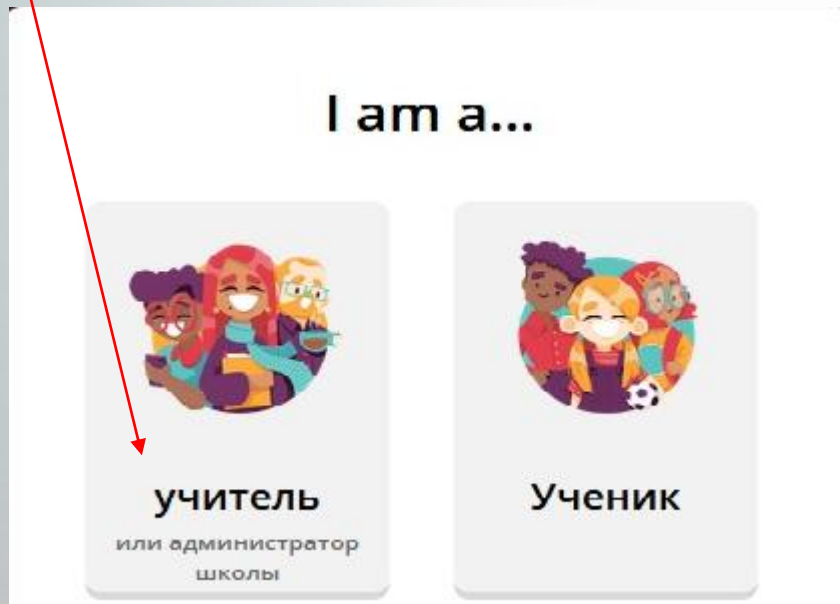 I am a...
учитель
или администратор
школы
Ученик